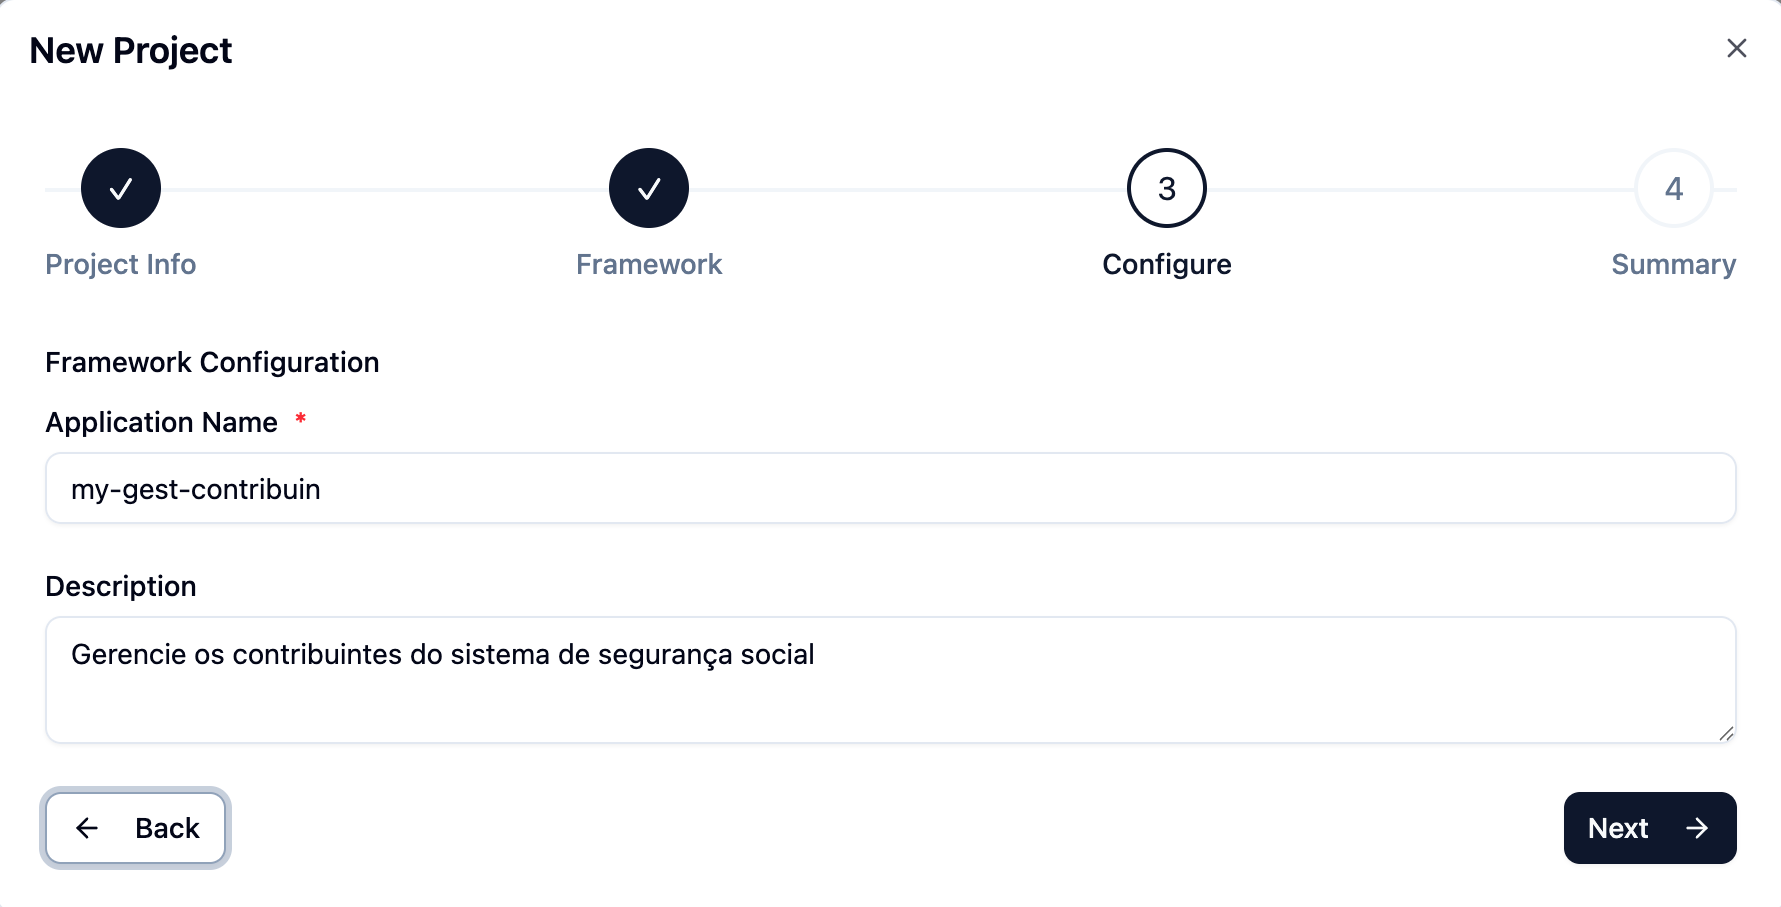 New Project
3
4
Project Info
Framework
Configure
Summary
Framework Configuration
Application Name *
my-gest-contribuin
Description
Gerencie os contribuintes do sistema de segurança social
Back
Next